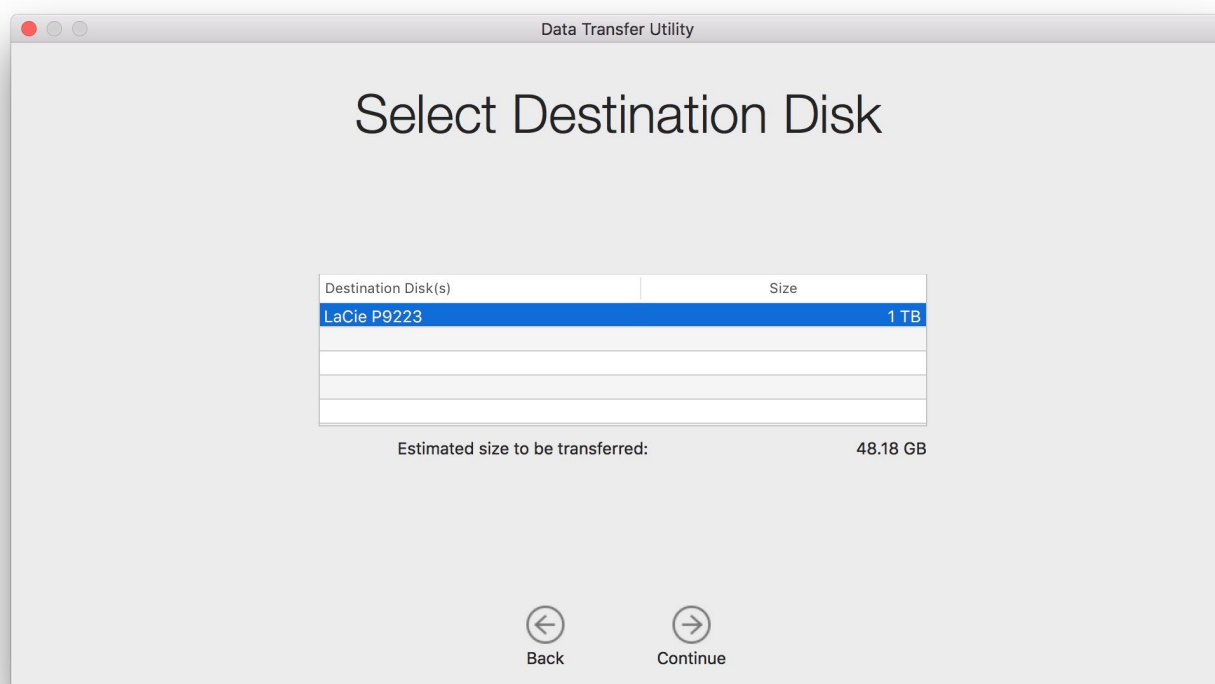 Data Transfer Utility
Select Destination Disk
Destination Disk(s) Size
LaCie P9223 1 TB
Estimated size to be transferred: 48.18 GB
Back Continue